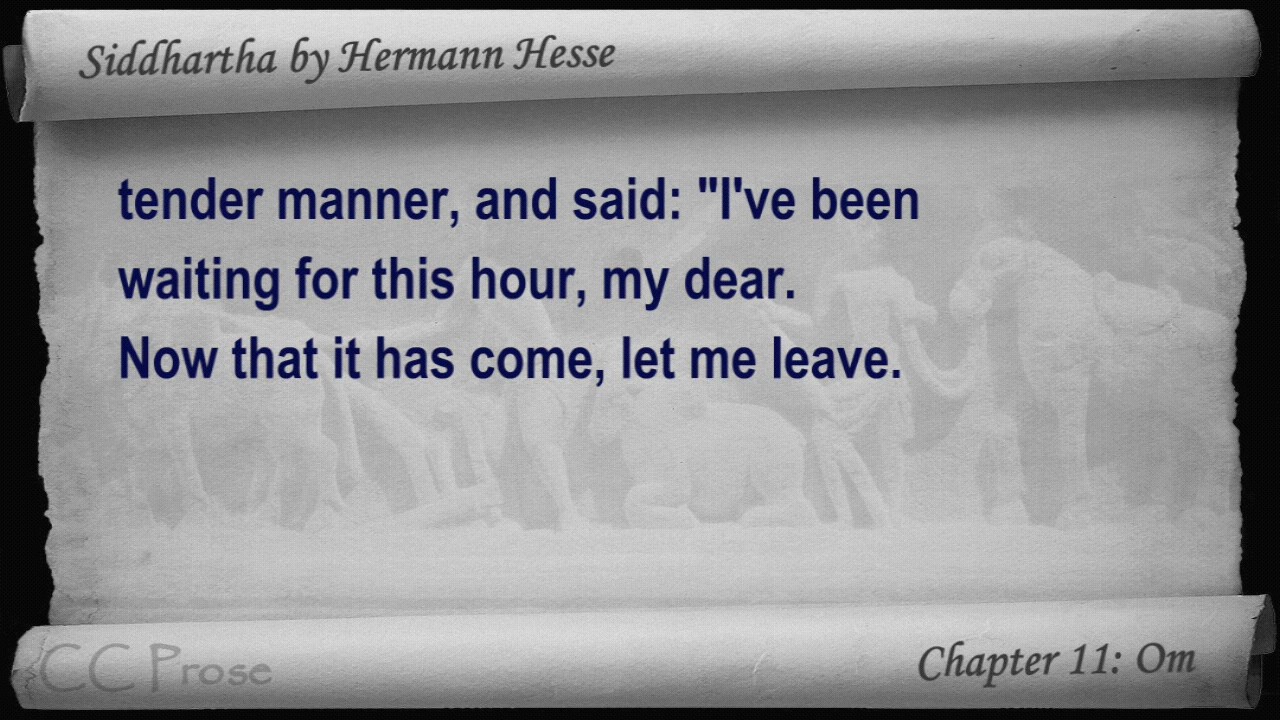 Siddhartha by Hermann Hesse
tender manner, and said: "I've been
waiting for this hour, my dear.
Now that it has come, let me leave.
CC Prose
Chapter 11: Om